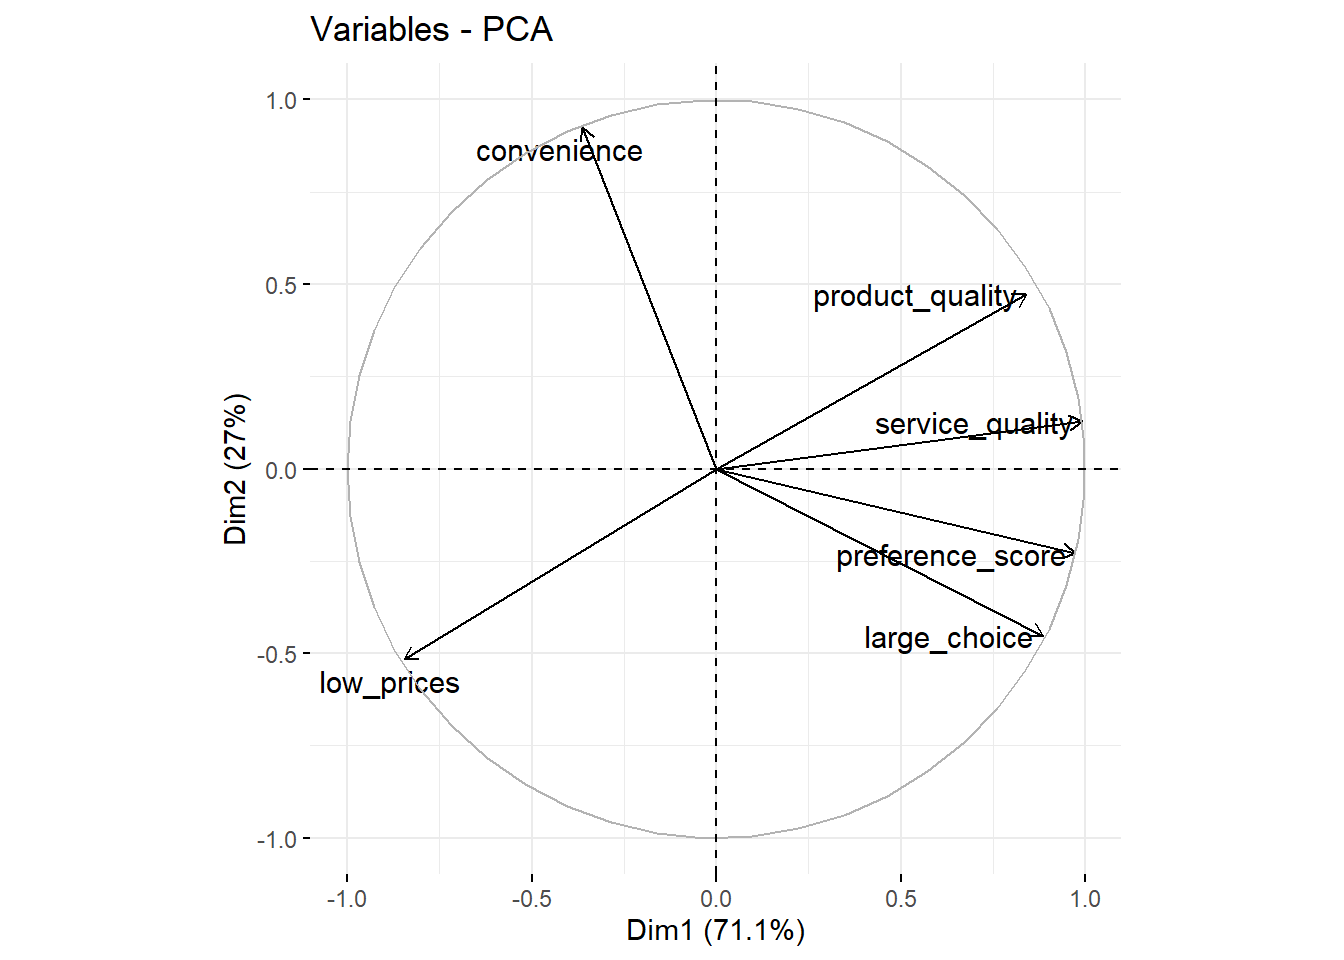 Variables - PCA
1.0
convenience
0.5
product_quality
service_quality
0.0
preference_score
large_choice
-0.5
low_prices
-1.0
Dim2 (27%)
-1.0 -0.5 0.0 0.5 1.0
Dim1 (71.1%)